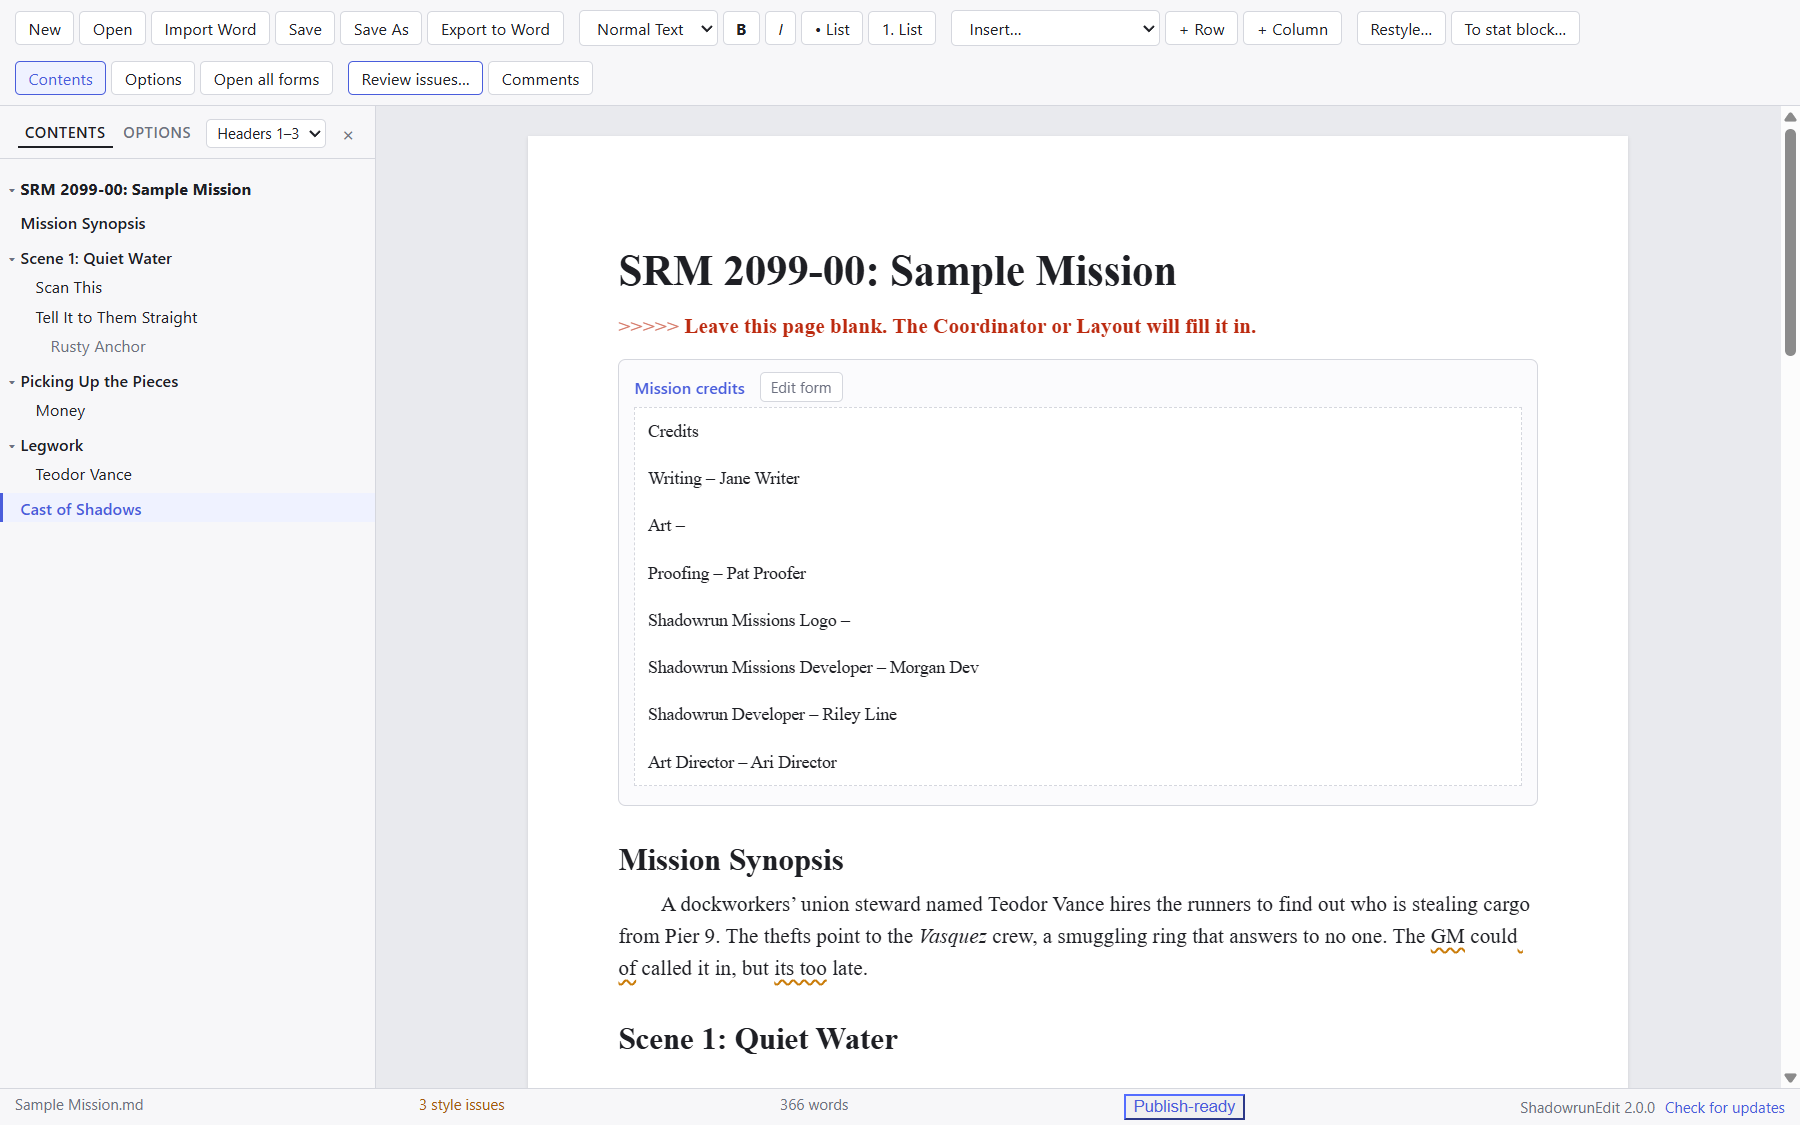 New Open Import Word Save Save As Export to Word Normal Text B I • List 1. List Insert... + Row + Column Restyle... To stat block...
Contents Options Open all forms Review issues... Comments
CONTENTS OPTIONS Headers 1–3 ×
SRM 2099-00: Sample Mission
Mission Synopsis
Scene 1: Quiet Water
Scan This
Tell It to Them Straight
Rusty Anchor
Picking Up the Pieces
Money
Legwork
Teodor Vance
Cast of Shadows
SRM 2099-00: Sample Mission
>>>>> Leave this page blank. The Coordinator or Layout will fill it in.
Mission credits Edit form
Credits
Writing – Jane Writer
Art –
Proofing – Pat Proofer
Shadowrun Missions Logo –
Shadowrun Missions Developer – Morgan Dev
Shadowrun Developer – Riley Line
Art Director – Ari Director
Mission Synopsis
A dockworkers’ union steward named Teodor Vance hires the runners to find out who is stealing cargo
from Pier 9. The thefts point to the Vasquez crew, a smuggling ring that answers to no one. The GM could
of called it in, but its too late.
Scene 1: Quiet Water
Sample Mission.md 3 style issues 366 words Publish-ready ShadowrunEdit 2.0.0 Check for updates